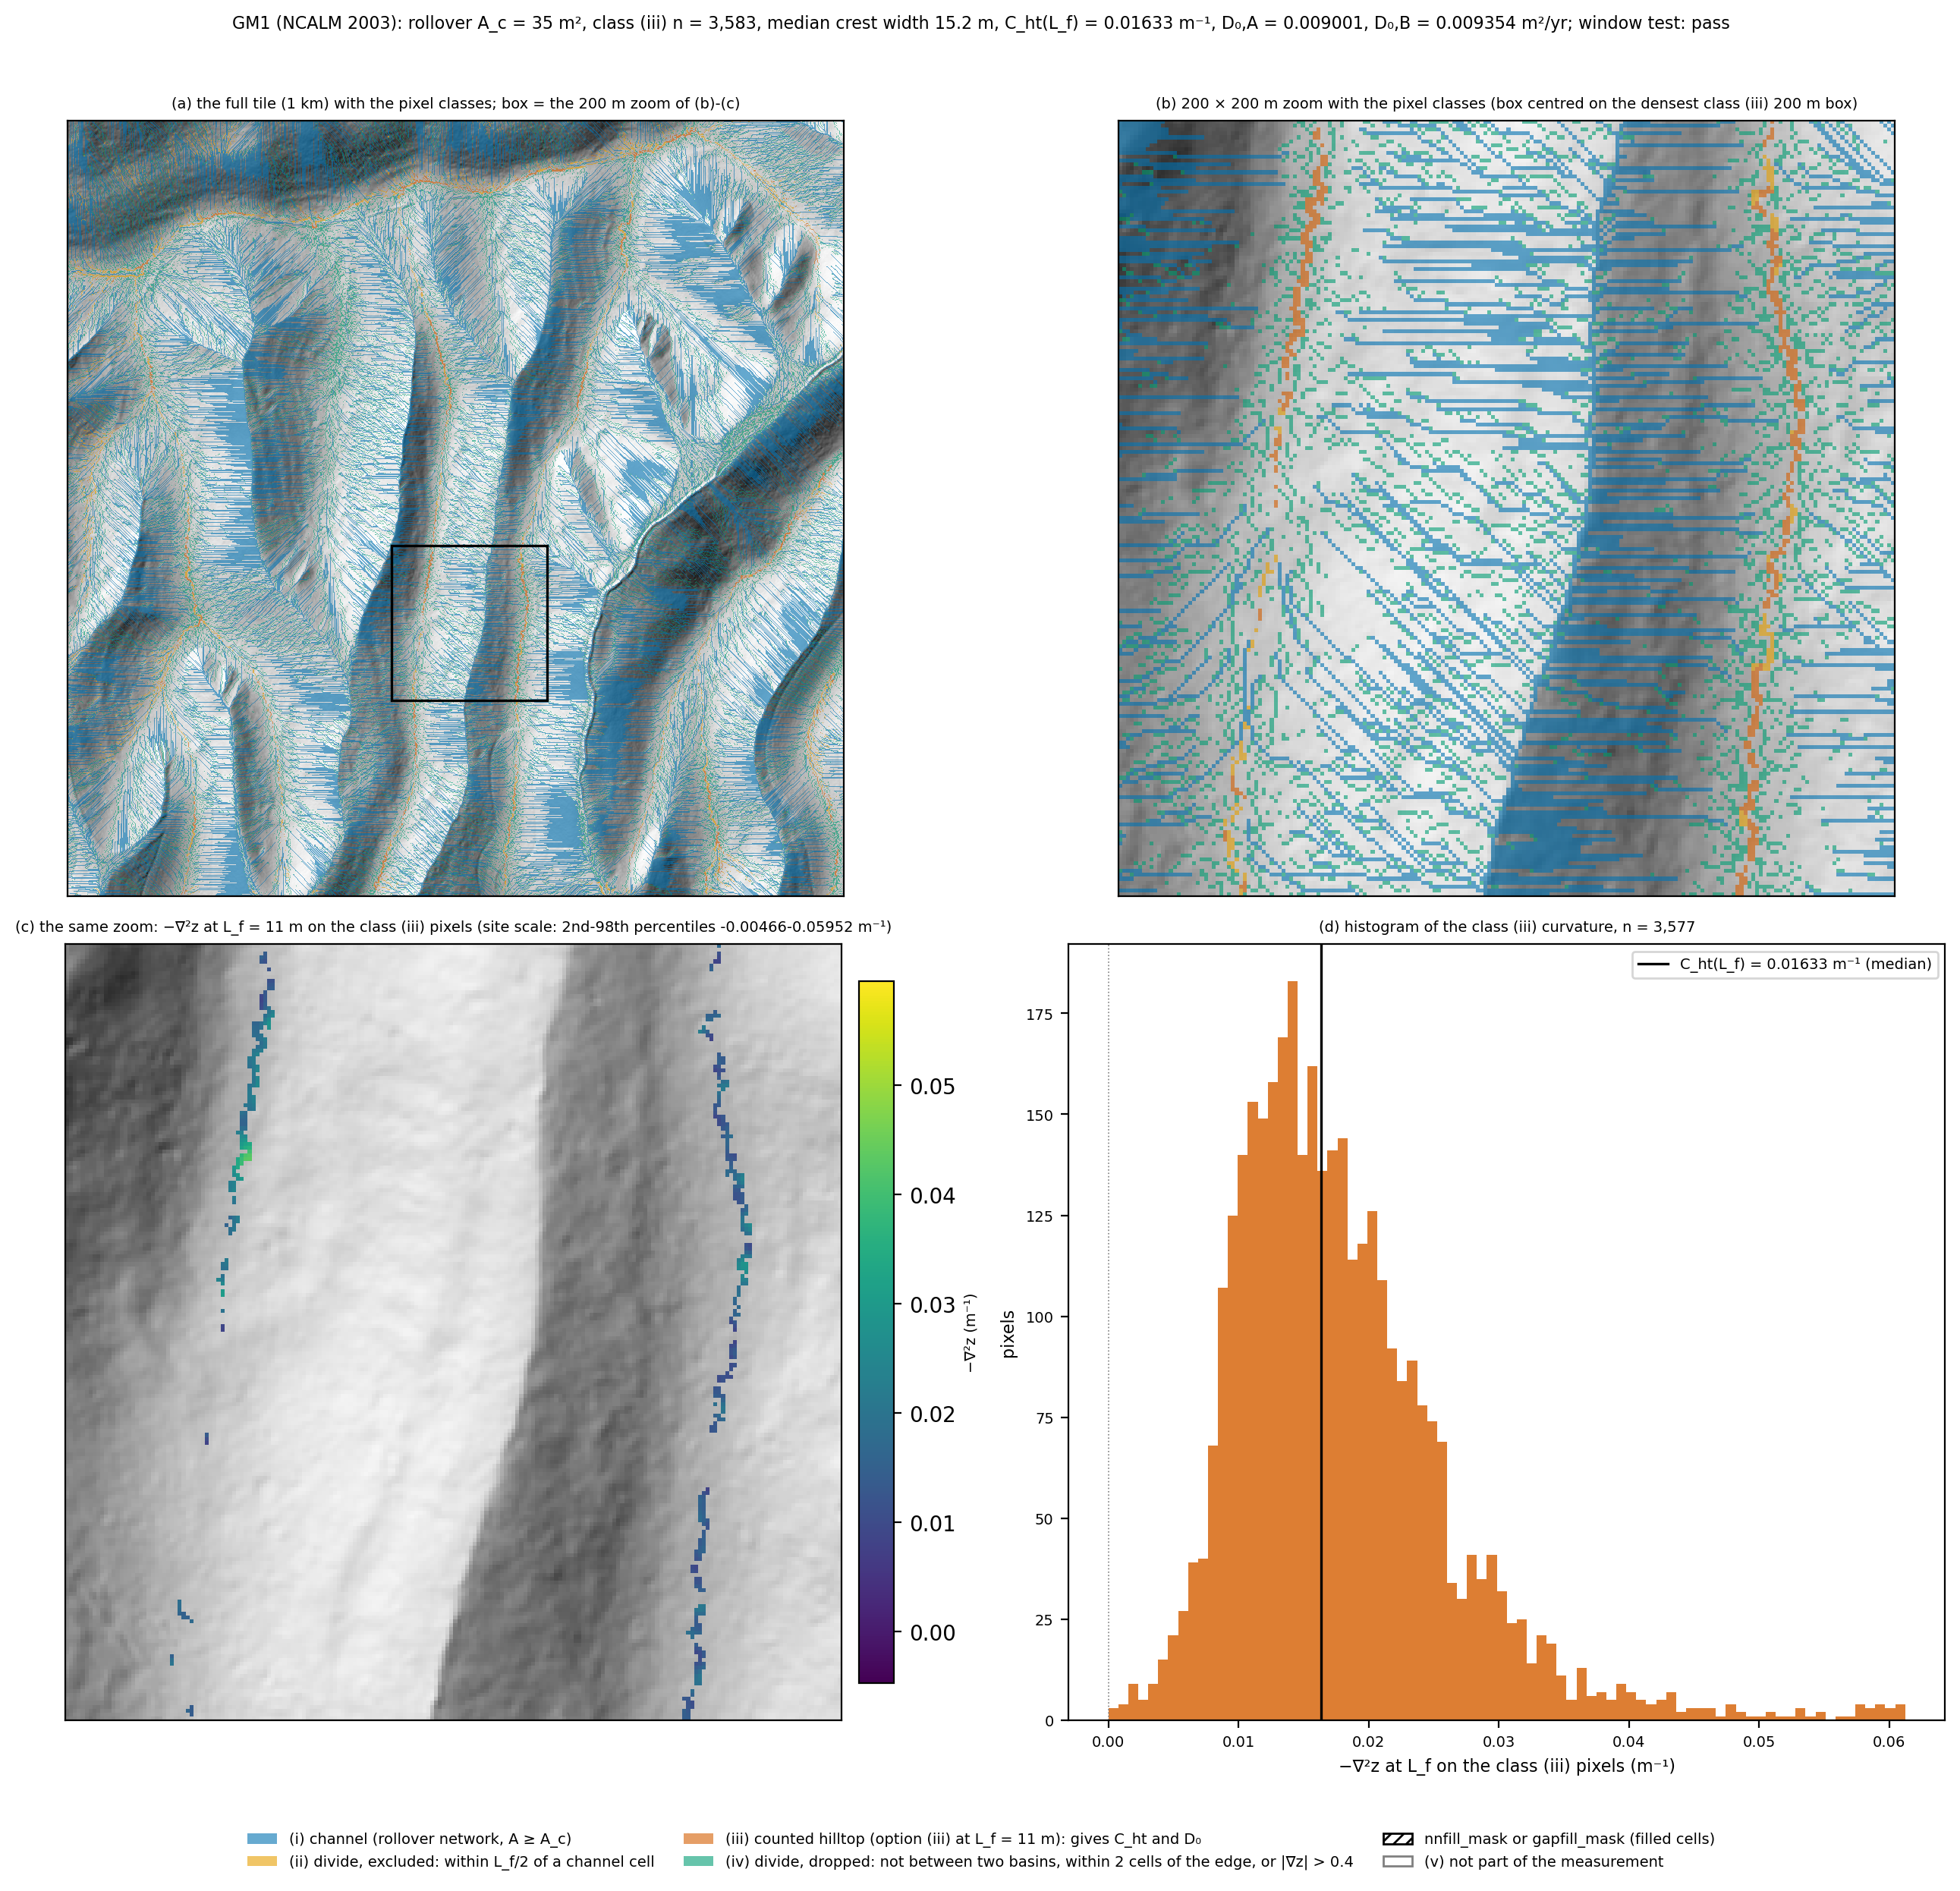 GM1 (NCALM 2003): rollover A_c = 35 m², class (iii) n = 3,583, median crest width 15.2 m, C_ht(L_f) = 0.01633 m⁻¹, D₀,A = 0.009001, D₀,B = 0.009354 m²/yr; window test: pass
(a) the full tile (1 km) with the pixel classes; box = the 200 m zoom of (b)-(c)
(b) 200 × 200 m zoom with the pixel classes (box centred on the densest class (iii) 200 m box)
(c) the same zoom: −∇²z at L_f = 11 m on the class (iii) pixels (site scale: 2nd-98th percentiles -0.00466-0.05952 m⁻¹)
0.05
0.04
0.03
0.02
0.01
0.00
−∇²z (m⁻¹)
(d) histogram of the class (iii) curvature, n = 3,577
C_ht(L_f) = 0.01633 m⁻¹ (median)
175
150
125
100
75
50
25
0
pixels
0.00 0.01 0.02 0.03 0.04 0.05 0.06
−∇²z at L_f on the class (iii) pixels (m⁻¹)
(i) channel (rollover network, A ≥ A_c)
(ii) divide, excluded: within L_f/2 of a channel cell
(iii) counted hilltop (option (iii) at L_f = 11 m): gives C_ht and D₀
(iv) divide, dropped: not between two basins, within 2 cells of the edge, or |∇z| > 0.4
nnfill_mask or gapfill_mask (filled cells)
(v) not part of the measurement